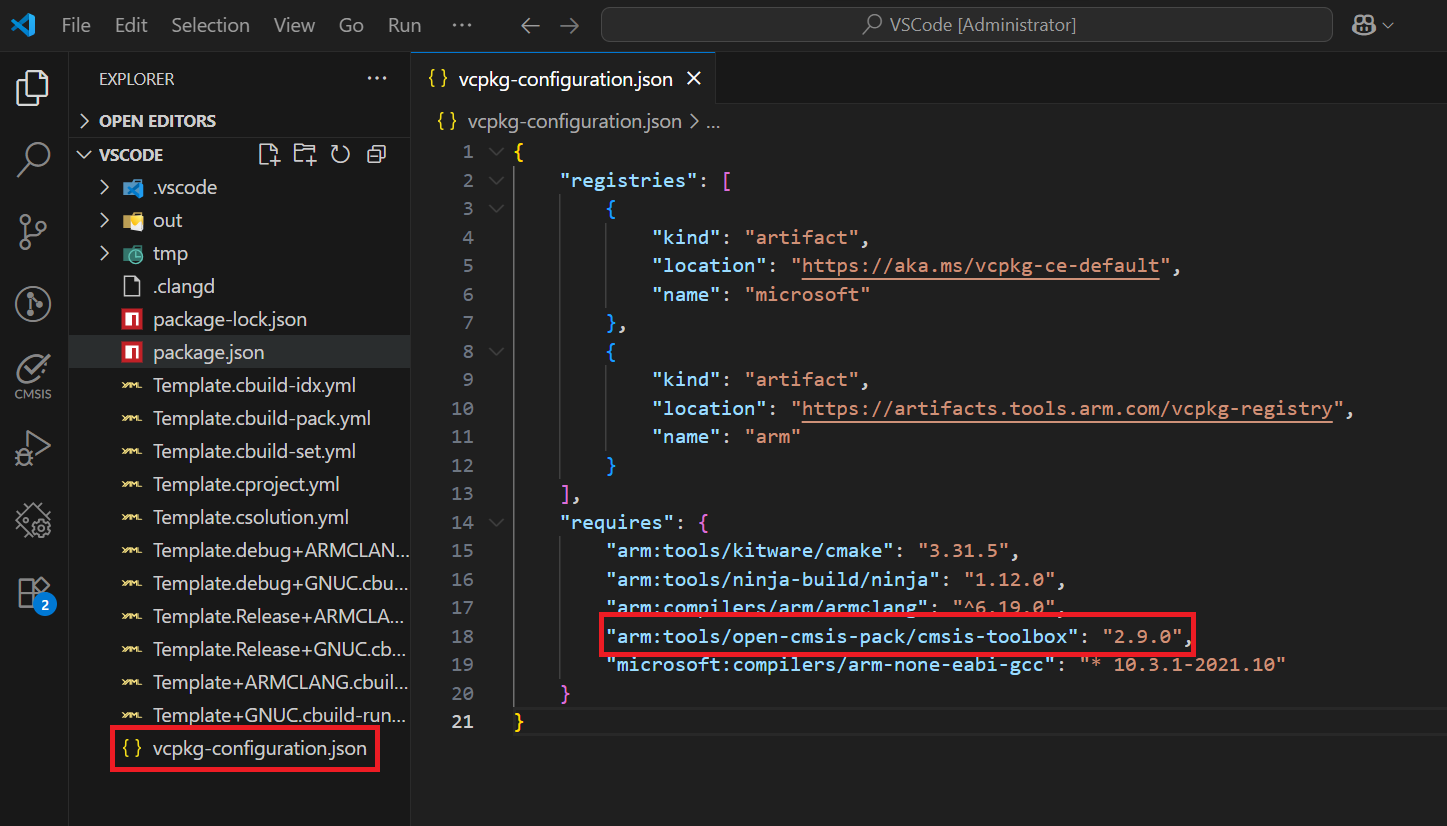 File Edit Selection View Go Run ··· VSCode [Administrator]
EXPLORER ···
OPEN EDITORS
VSCODE
.vscode
out
tmp
.clangd
package-lock.json
package.json
Template.cbuild-idx.yml
Template.cbuild-pack.yml
Template.cbuild-set.yml
Template.cproject.yml
Template.csolution.yml
Template.debug+ARMCLAN...
Template.debug+GNUC.cbu...
Template.Release+ARMCLA...
Template.Release+GNUC.cb...
Template+ARMCLANG.cbuil...
Template+GNUC.cbuild-run...
{} vcpkg-configuration.json
CMSIS
2
{} vcpkg-configuration.json
{} vcpkg-configuration.json > ...
1 {
2 "registries": [
3 {
4 "kind": "artifact",
5 "location": "https://aka.ms/vcpkg-ce-default",
6 "name": "microsoft"
7 },
8 {
9 "kind": "artifact",
10 "location": "https://artifacts.tools.arm.com/vcpkg-registry",
11 "name": "arm"
12 }
13 ],
14 "requires": {
15 "arm:tools/kitware/cmake": "3.31.5",
16 "arm:tools/ninja-build/ninja": "1.12.0",
17 "arm:compilers/arm/armclang": "^6.19.0",
18 "arm:tools/open-cmsis-pack/cmsis-toolbox": "2.9.0",
19 "microsoft:compilers/arm-none-eabi-gcc": "* 10.3.1-2021.10"
20 }
21 }